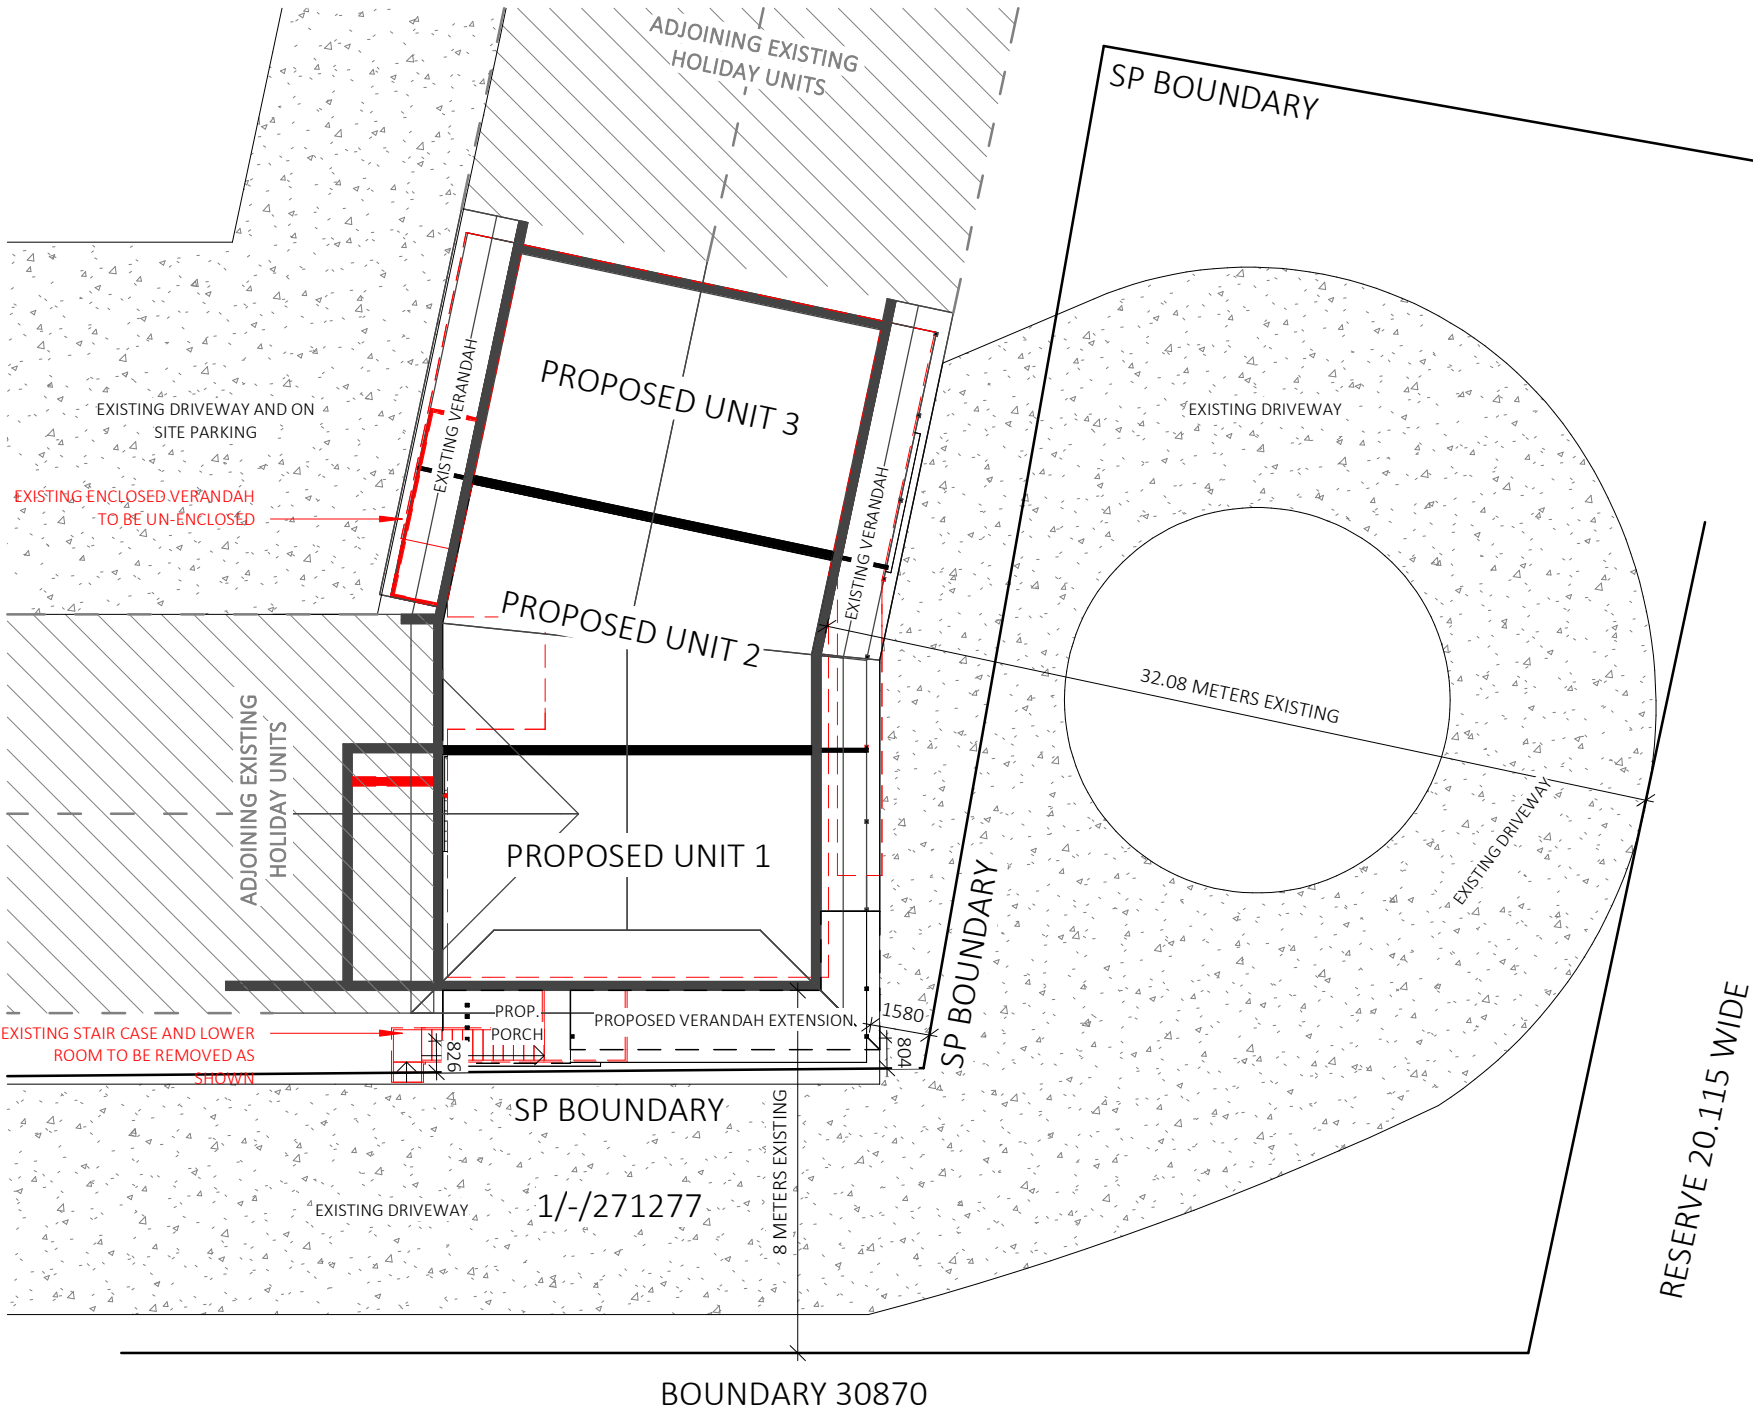 ADJOINING EXISTING
HOLIDAY UNITS
SP BOUNDARY
PROPOSED UNIT 3
EXISTING VERANDAH
EXISTING DRIVEWAY AND ON
SITE PARKING
EXISTING DRIVEWAY
EXISTING ENCLOSED VERANDAH
TO BE UN-ENCLOSED
EXISTING VERANDAH
PROPOSED UNIT 2
32.08 METERS EXISTING
ADJOINING EXISTING
HOLIDAY UNITS
EXISTING DRIVEWAY
PROPOSED UNIT 1
SP BOUNDARY
PROP.
PORCH
PROPOSED VERANDAH EXTENSION
1580
EXISTING STAIR CASE AND LOWER
ROOM TO BE REMOVED AS
SHOWN
826
804
SP BOUNDARY
8 METERS EXISTING
EXISTING DRIVEWAY
1/-/271277
RESERVE 20.115 WIDE
BOUNDARY 30870